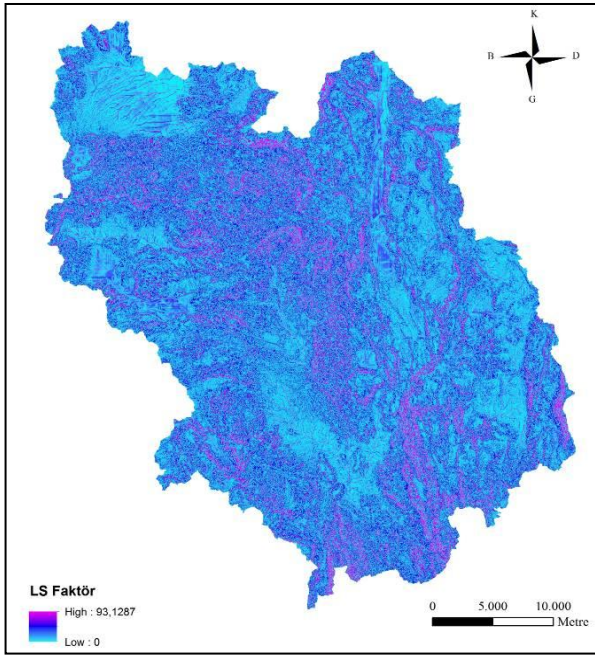 K
B D
G
LS Faktör
High : 93,1287
Low : 0
0 5.000 10.000
Metre